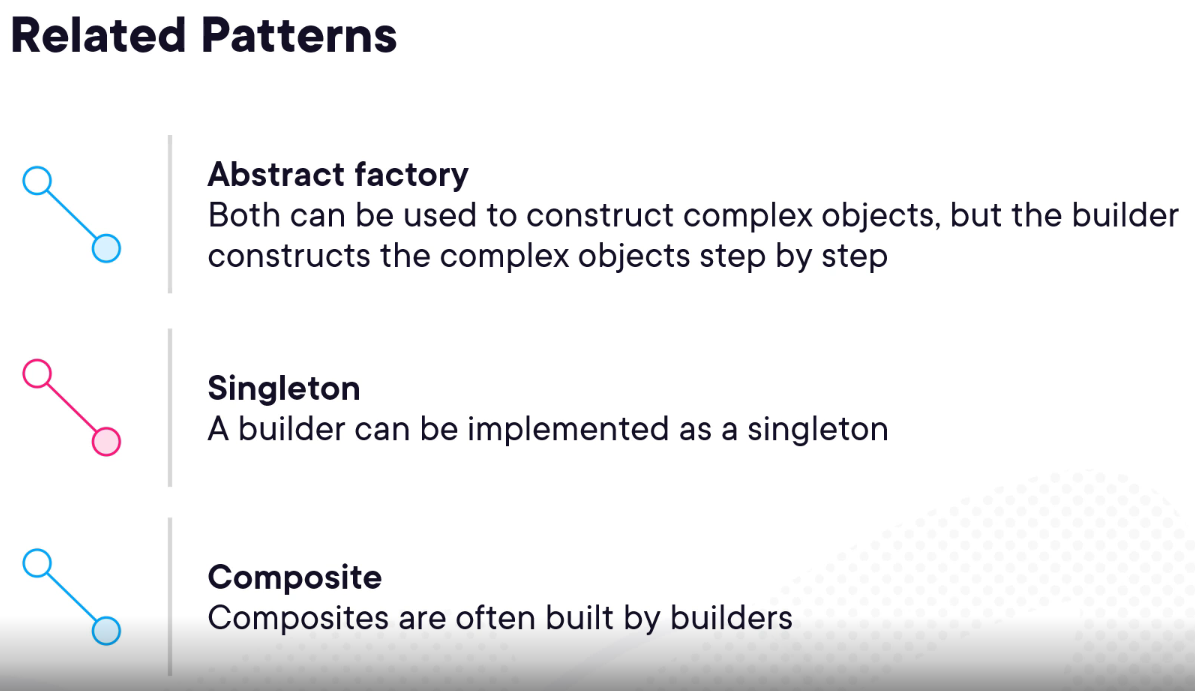 Related Patterns
Abstract factory
Both can be used to construct complex objects, but the builder
constructs the complex objects step by step
Singleton
A builder can be implemented as a singleton
Composite
Composites are often built by builders